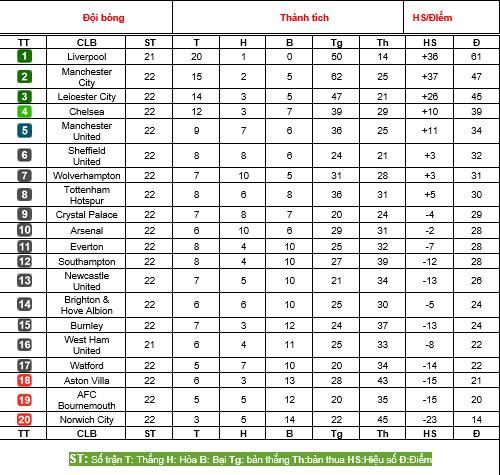 Đội bóng Thành tích HS/Điểm
TT CLB ST T H B Tg Th HS Đ
1 Liverpool 21 20 1 0 50 14 +36 61
2 Manchester City 22 15 2 5 62 25 +37 47
3 Leicester City 22 14 3 5 47 21 +26 45
4 Chelsea 22 12 3 7 39 29 +10 39
5 Manchester United 22 9 7 6 36 25 +11 34
6 Sheffield United 22 8 8 6 24 21 +3 32
7 Wolverhampton 22 7 10 5 31 28 +3 31
8 Tottenham Hotspur 22 8 6 8 36 31 +5 30
9 Crystal Palace 22 7 8 7 20 24 -4 29
10 Arsenal 22 6 10 6 29 31 -2 28
11 Everton 22 8 4 10 25 32 -7 28
12 Southampton 22 8 4 10 27 39 -12 28
13 Newcastle United 22 7 5 10 21 34 -13 26
14 Brighton & Hove Albion 22 6 6 10 25 30 -5 24
15 Burnley 22 7 3 12 24 37 -13 24
16 West Ham United 21 6 4 11 25 33 -8 22
17 Watford 22 5 7 10 20 34 -14 22
18 Aston Villa 22 6 3 13 28 43 -15 21
19 AFC Bournemouth 22 5 5 12 20 35 -15 20
20 Norwich City 22 3 5 14 22 45 -23 14
TT CLB ST T H B Tg Th HS Đ
ST: Số trận T: Thắng H: Hòa B: Bại Tg: bàn thắng Th:bàn thua HS:Hiệu số Đ:Điểm